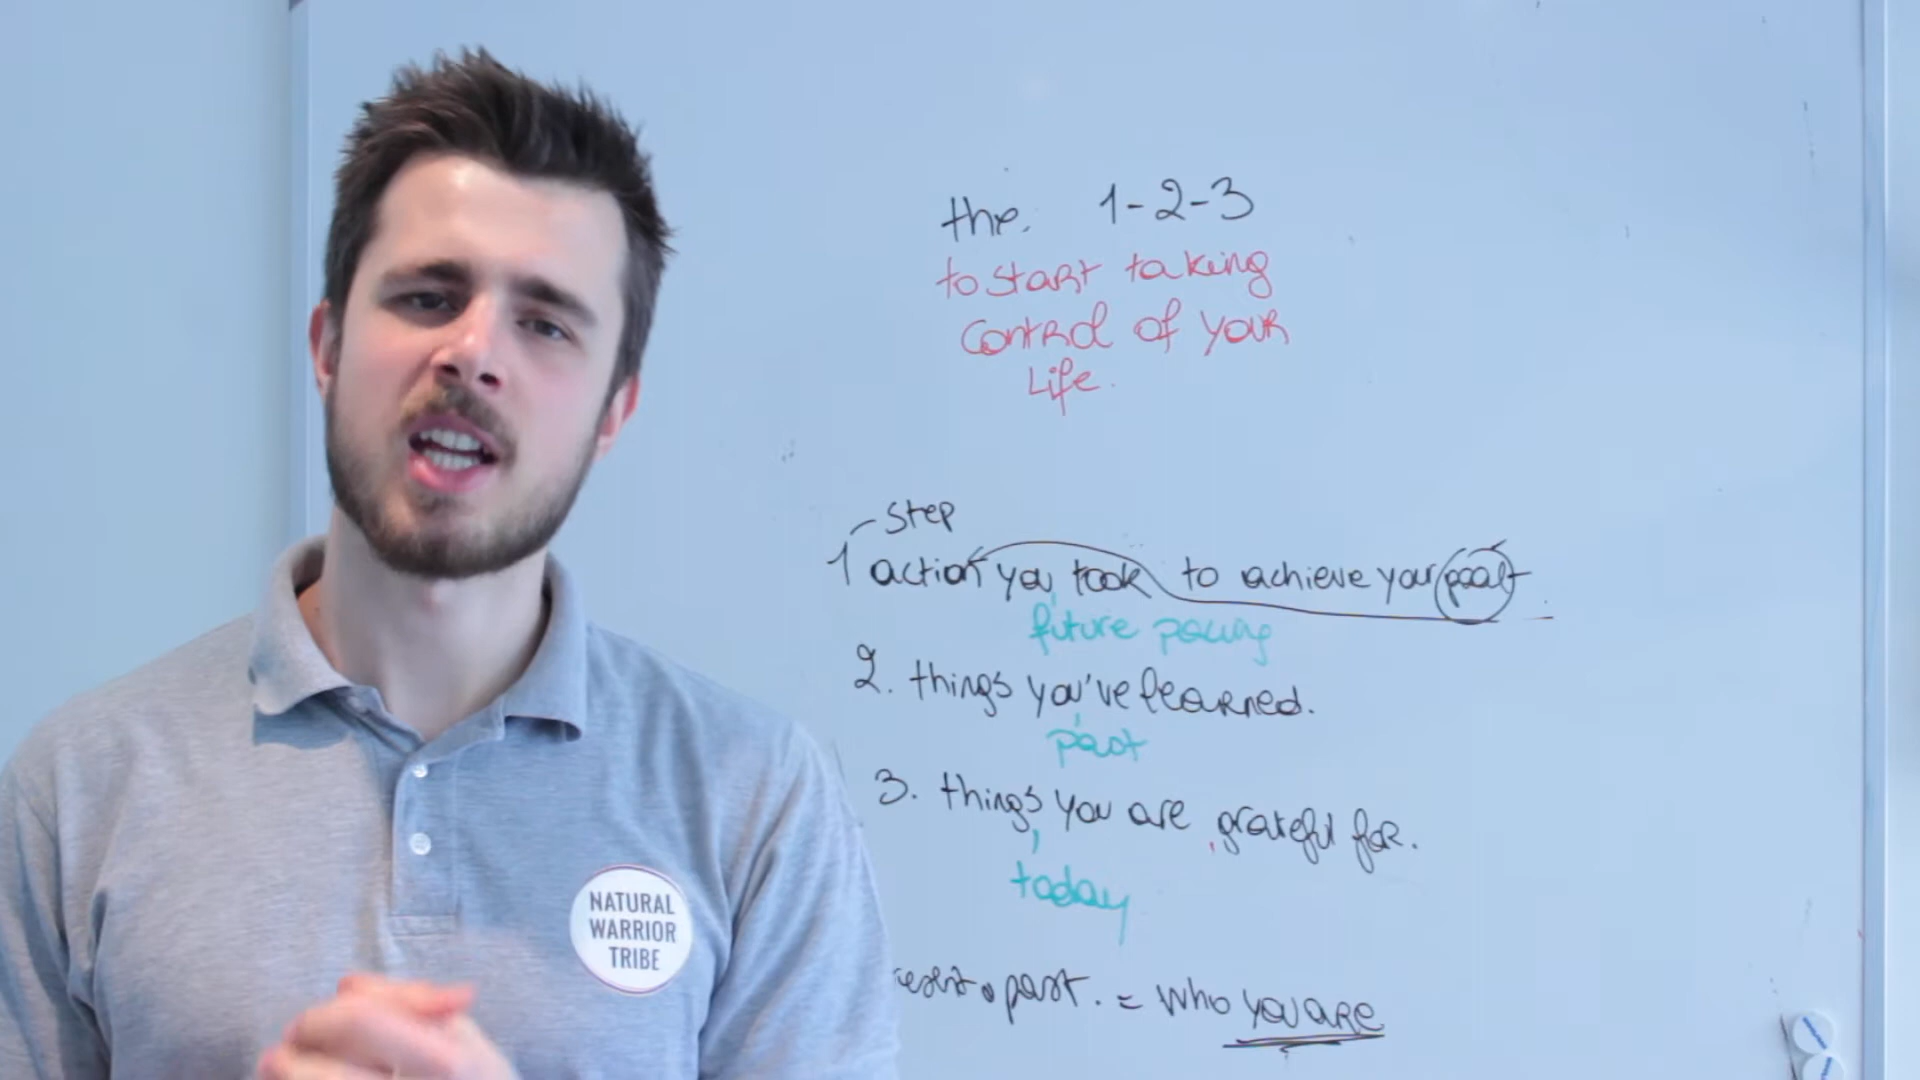 the. 1-2-3
to start taking
control of your
Life.
- Step
1 action you took to achieve your goal
future pacing
2. things you've learned.
past
3. things you are grateful for.
today
past. = who you are
NATURAL
WARRIOR
TRIBE